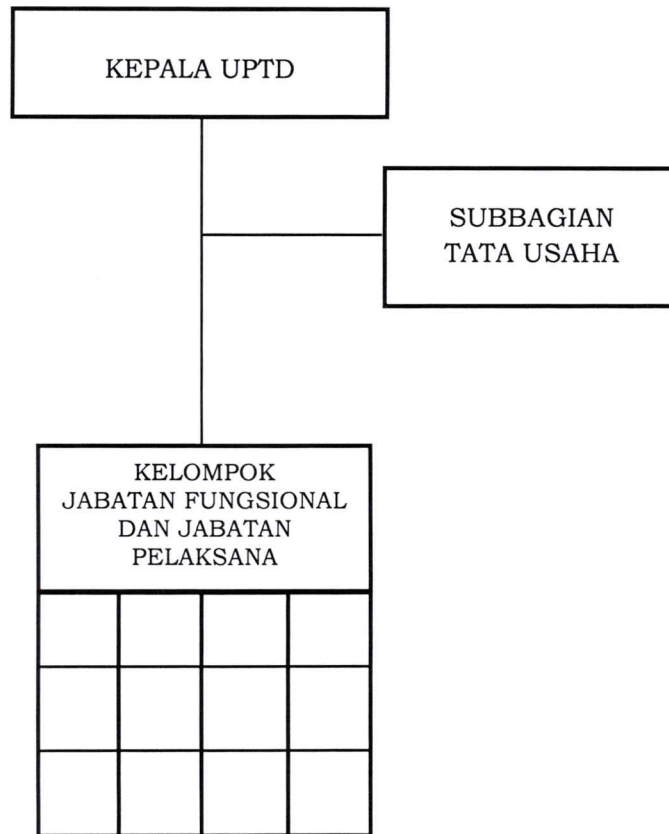 KEPALA UPTD
SUBBAGIAN
TATA USAHA
KELOMPOK
JABATAN FUNGSIONAL
DAN JABATAN
PELAKSANA